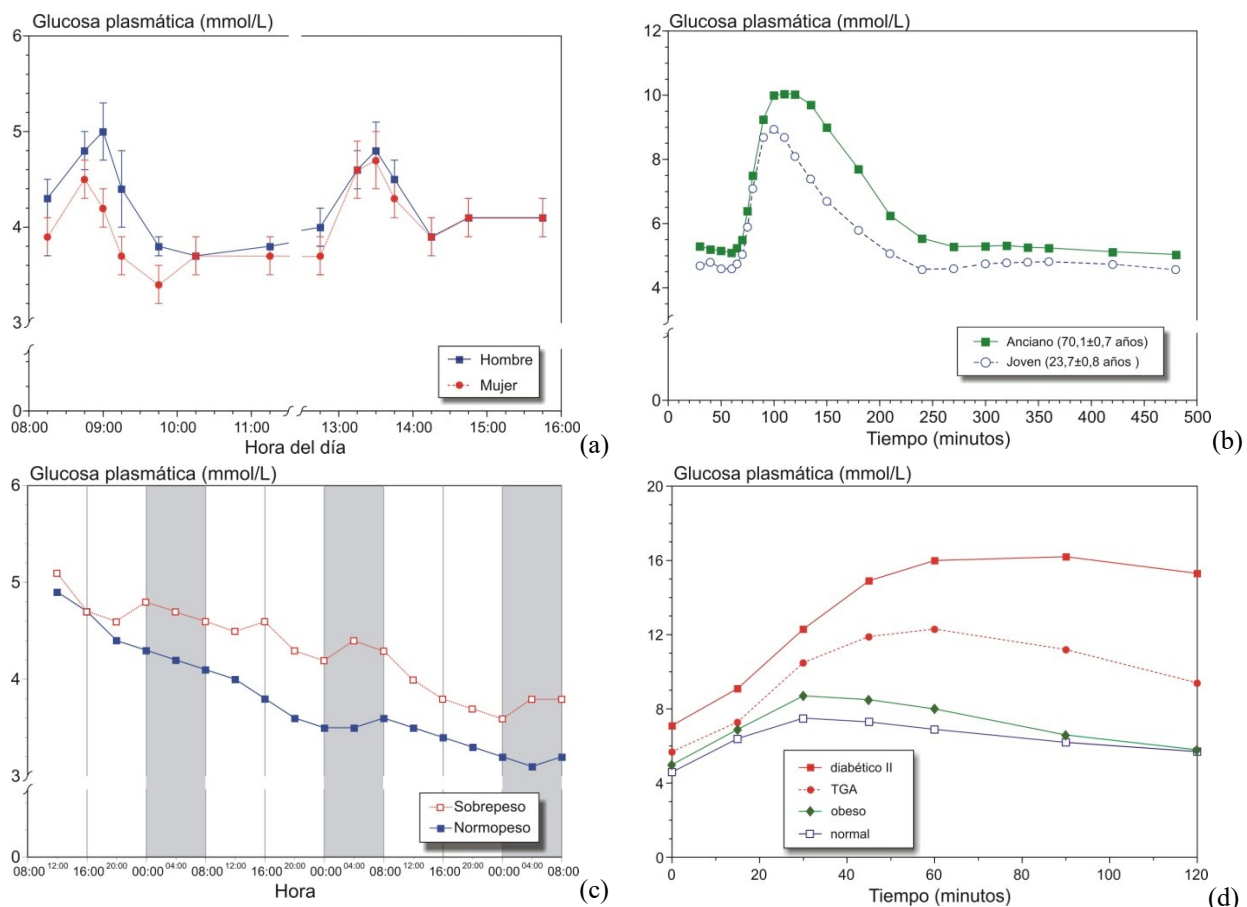 Glucosa plasmática (mmol/L)
6
5
4
3
0
08:00 09:00 10:00 11:00 13:00 14:00 15:00 16:00
Hora del día
Hombre
Mujer
(a)
Glucosa plasmática (mmol/L)
12
10
8
6
4
0
0 50 100 150 200 250 300 350 400 450 500
Tiempo (minutos)
Anciano (70,1±0,7 años)
Joven (23,7±0,8 años )
(b)
Glucosa plasmática (mmol/L)
6
5
4
3
0
08:00 12:00 16:00 20:00 00:00 04:00 08:00 12:00 16:00 20:00 00:00 04:00 08:00 12:00 16:00 20:00 00:00 04:00 08:00
Hora
Sobrepeso
Normopeso
(c)
Glucosa plasmática (mmol/L)
20
16
12
8
4
0
0 20 40 60 80 100 120
Tiempo (minutos)
diabético II
TGA
obeso
normal
(d)